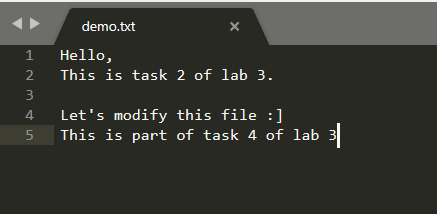 demo.txt
1 Hello,
2 This is task 2 of lab 3.
3
4 Let's modify this file :]
5 This is part of task 4 of lab 3